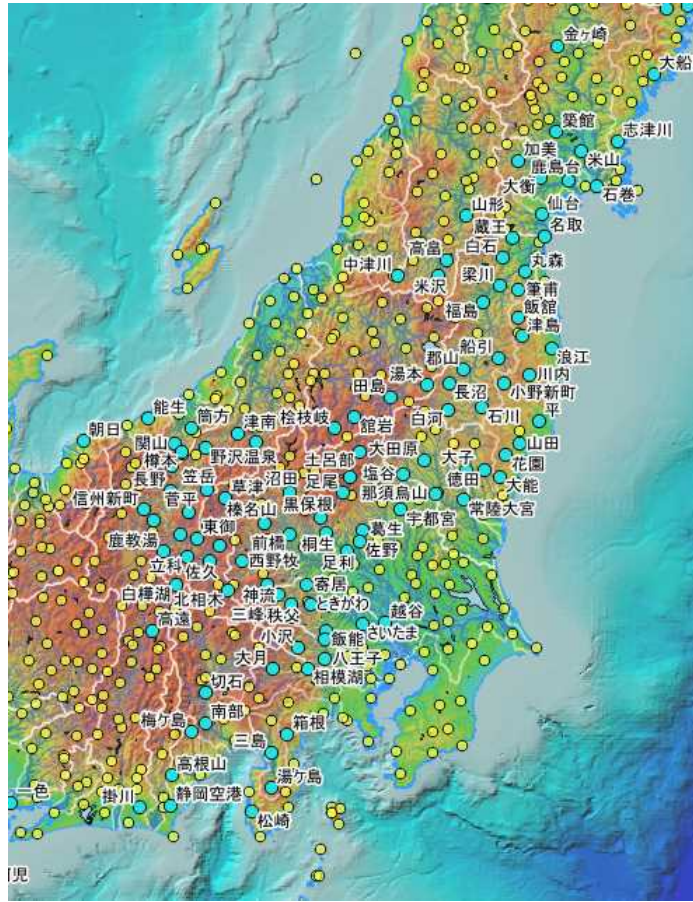 金ヶ崎
大船
築館
志津川
加美
米山
鹿島台
大衡
石巻
山形
仙台
蔵王
名取
高畠
白石
丸森
中津川
米沢
梁川
筆甫
福島
飯館
津島
船引
浪江
郡山
湯本
川内
田島
長沼
小野新町
能生
朝日
筒方
津南
桧枝岐
舘岩
白河
石川
平
関山
樽本
野沢温泉
土呂部
大田原
大子
山田
花園
長野
笠岳
草津
沼田
足尾
塩谷
徳田
大能
信州新町
菅平
榛名山
黒保根
那須烏山
常陸大宮
宇都宮
鹿教湯
東御
前橋
桐生
葛生
佐野
立科
佐久
西野牧
足利
白樺湖
北相木
神流
寄居
三峰
秩父
ときがわ
越谷
高遠
小沢
飯能
さいたま
大月
八王子
相模湖
切石
梅ケ島
南部
箱根
三島
高根山
湯ケ島
一色
掛川
静岡空港
松崎
可児